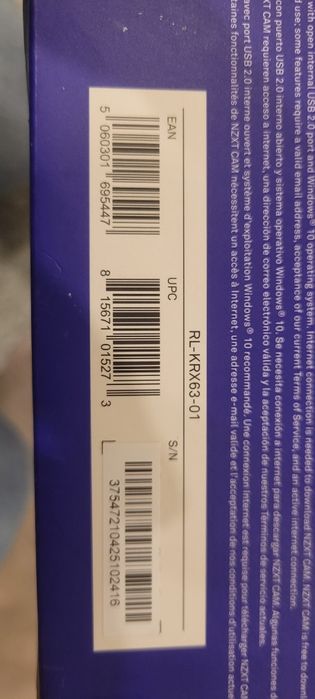 with open internal USB 2.0 port and Windows® 10 operating system. Internet connection is needed to download NZXT CAM. NZXT CAM is free to down
d use; some features require a valid email address, acceptance of our current Terms of Service, and an active internet connection.
con puerto USB 2.0 interno abierto y sistema operativo Windows® 10. Se necesita conexión a internet para descargar NZXT CAM. Algunas funciones d
ZXT CAM requieren acceso a internet, una dirección de correo electrónico válida y la aceptación de nuestros Términos de servicio actuales.
avec port USB 2.0 interne ouvert et système d'exploitation Windows® 10 recommandé. Une connexion Internet est requise pour télécharger NZXT CA
taines fonctionnalités de NZXT CAM nécessitent un accès à Internet, une adresse e-mail valide et l'acceptation de nos conditions d'utilisation act
RL-KRX63-01
EAN
5 060301 695447
UPC
8 15671 01527 3
S/N
37547210425102416